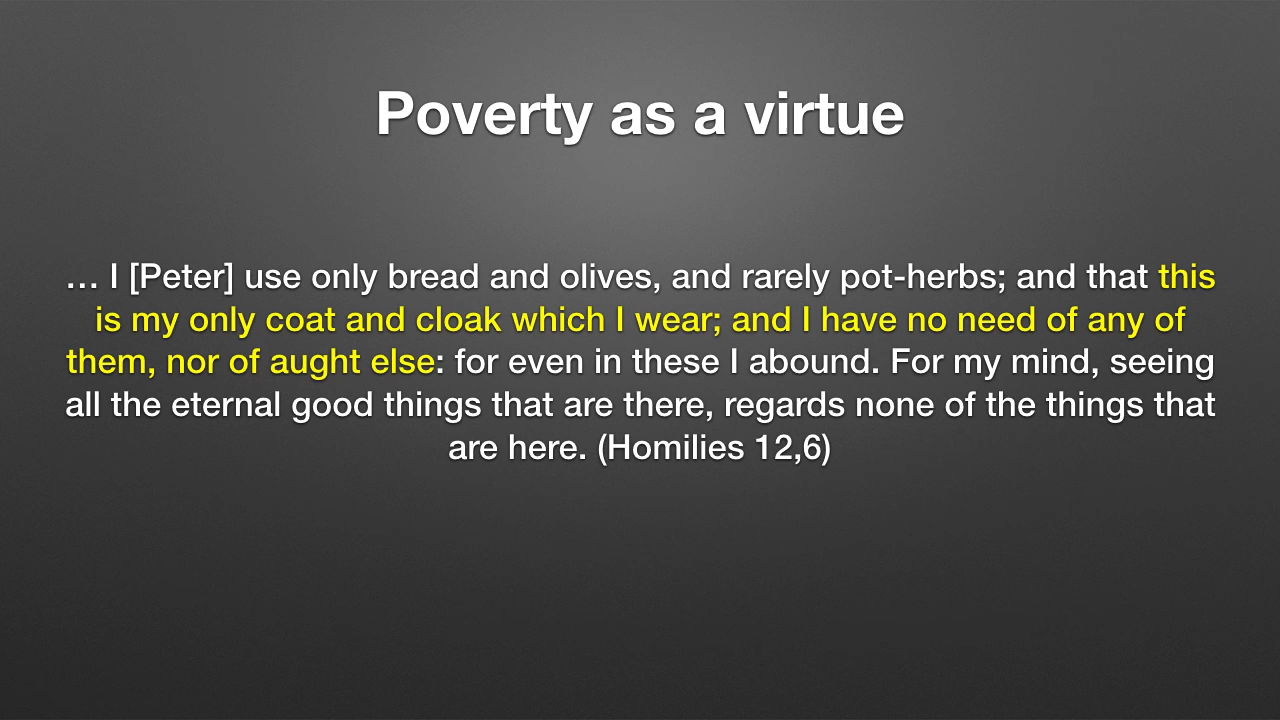 Poverty as a virtue
… I [Peter] use only bread and olives, and rarely pot-herbs; and that this
is my only coat and cloak which I wear; and I have no need of any of
them, nor of aught else: for even in these I abound. For my mind, seeing
all the eternal good things that are there, regards none of the things that
are here. (Homilies 12,6)